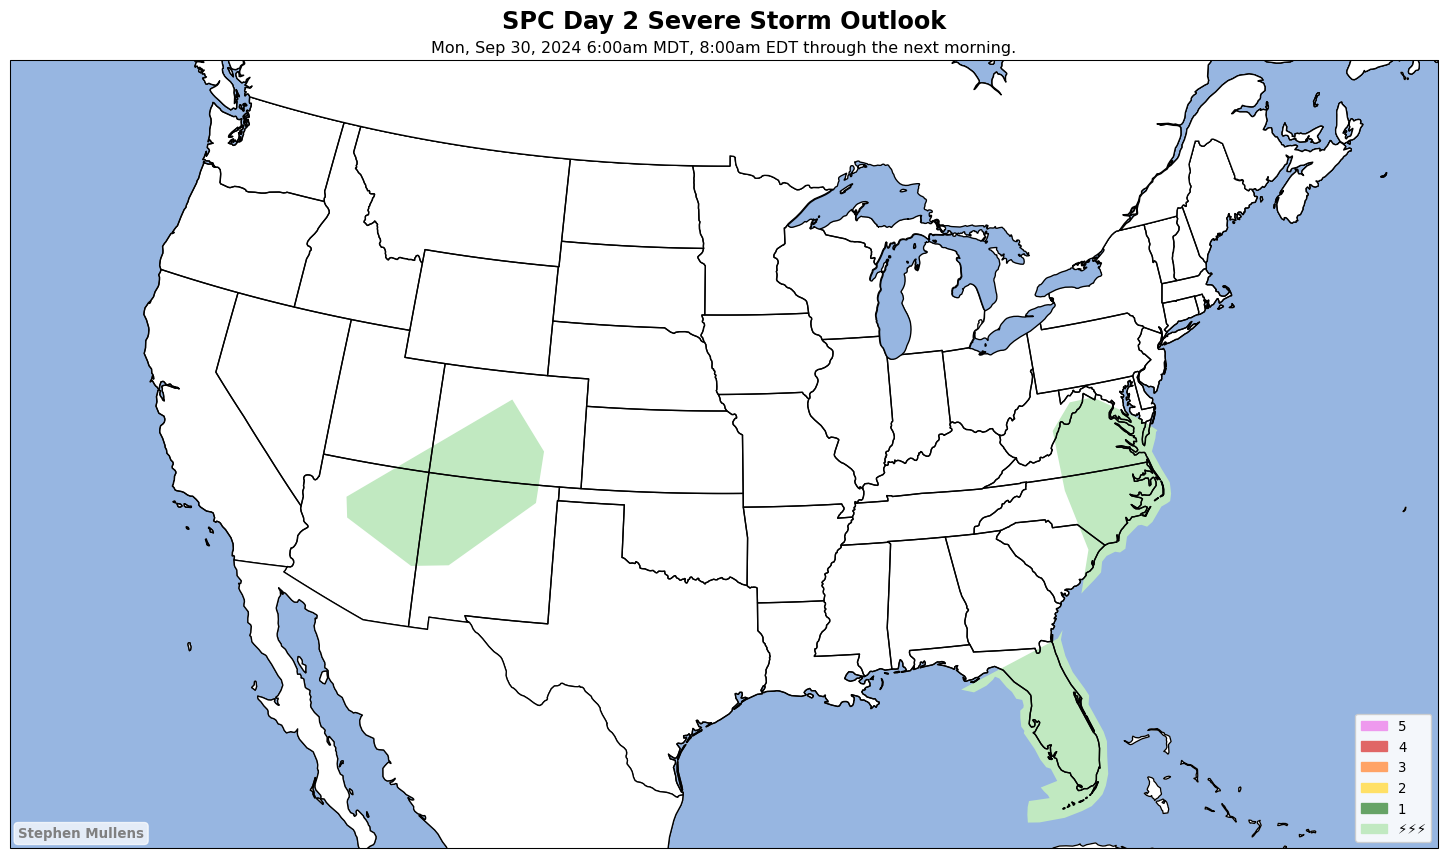 SPC Day 2 Severe Storm Outlook
Mon, Sep 30, 2024 6:00am MDT, 8:00am EDT through the next morning.
5
4
3
2
1
⚡⚡⚡
Stephen Mullens